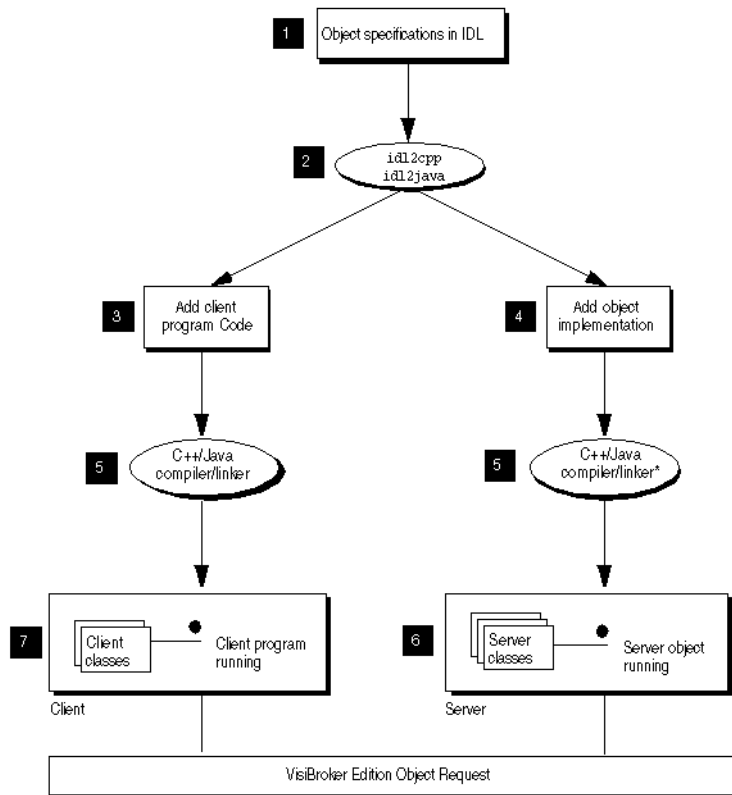 1
Object specifications in IDL
2
idl2cpp
idl2java
3
Add client
program Code
4
Add object
implementation
5
C++/Java
compiler/linker
5
C++/Java
compiler/linker*
7
Client
classes
Client program
running
6
Server
classes
Server object
running
Client
Server
VisiBroker Edition Object Request